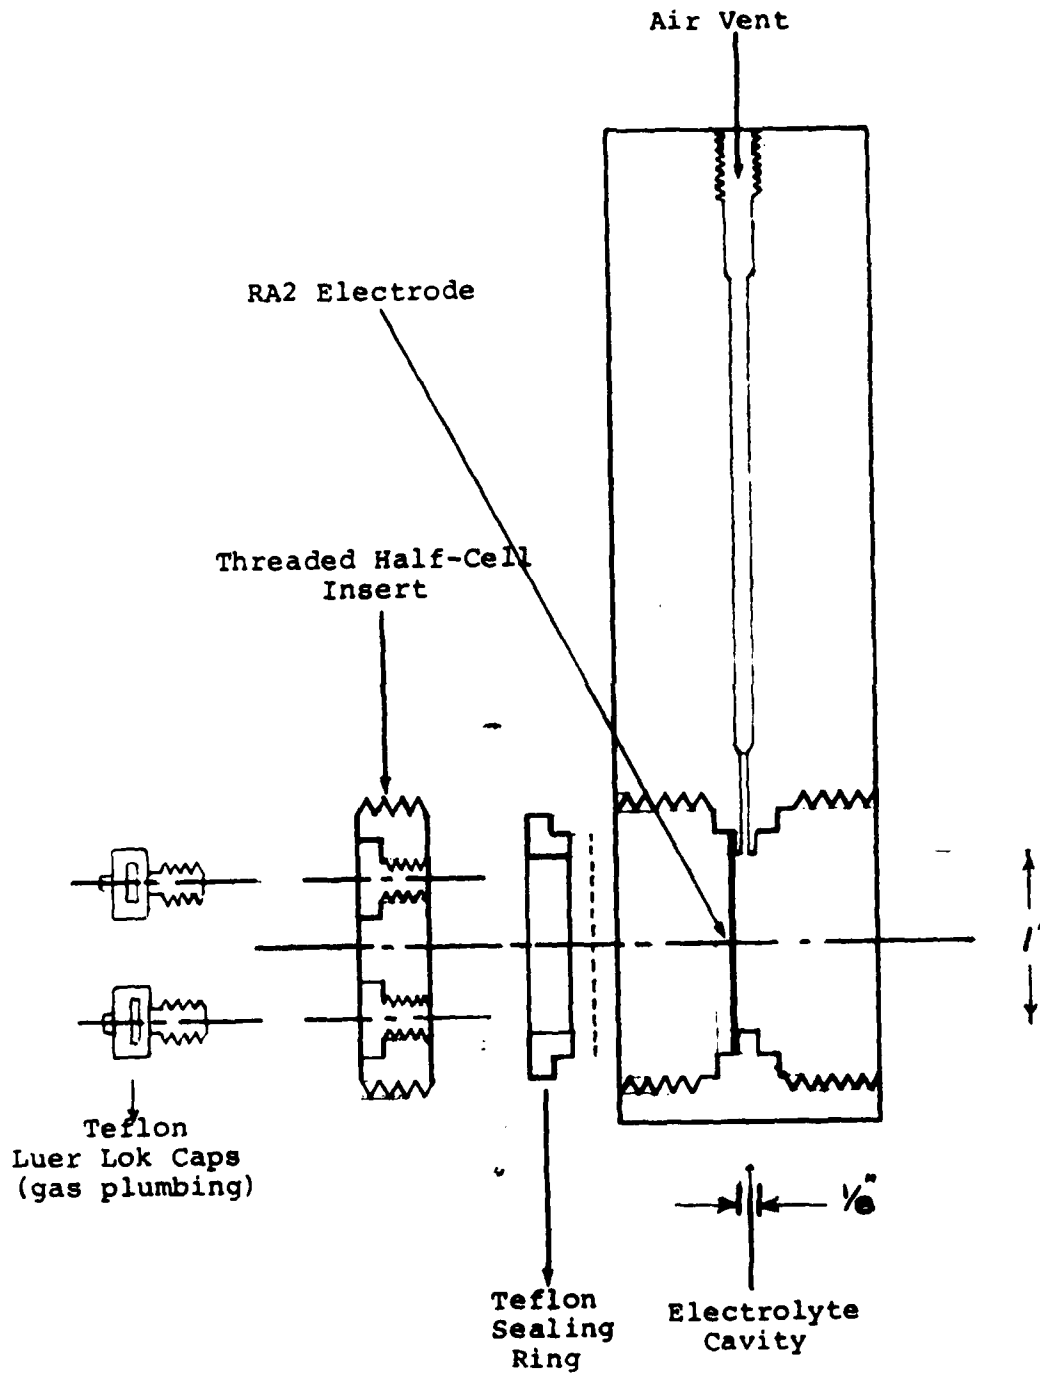 Air Vent
RA2 Electrode
Threaded Half-Cell
Insert
1"
Teflon
Luer Lok Caps
(gas plumbing)
1/8"
Teflon
Sealing
Ring
Electrolyte
Cavity